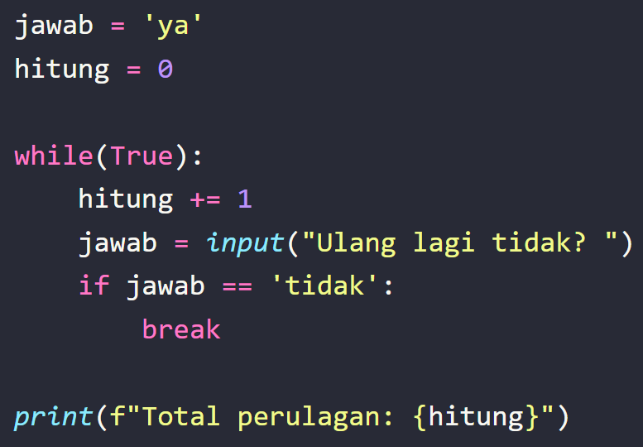 jawab = 'ya'
hitung = 0
while(True):
    hitung += 1
    jawab = input("Ulang lagi tidak? ")
    if jawab == 'tidak':
        break
print(f"Total perulagan: {hitung}")